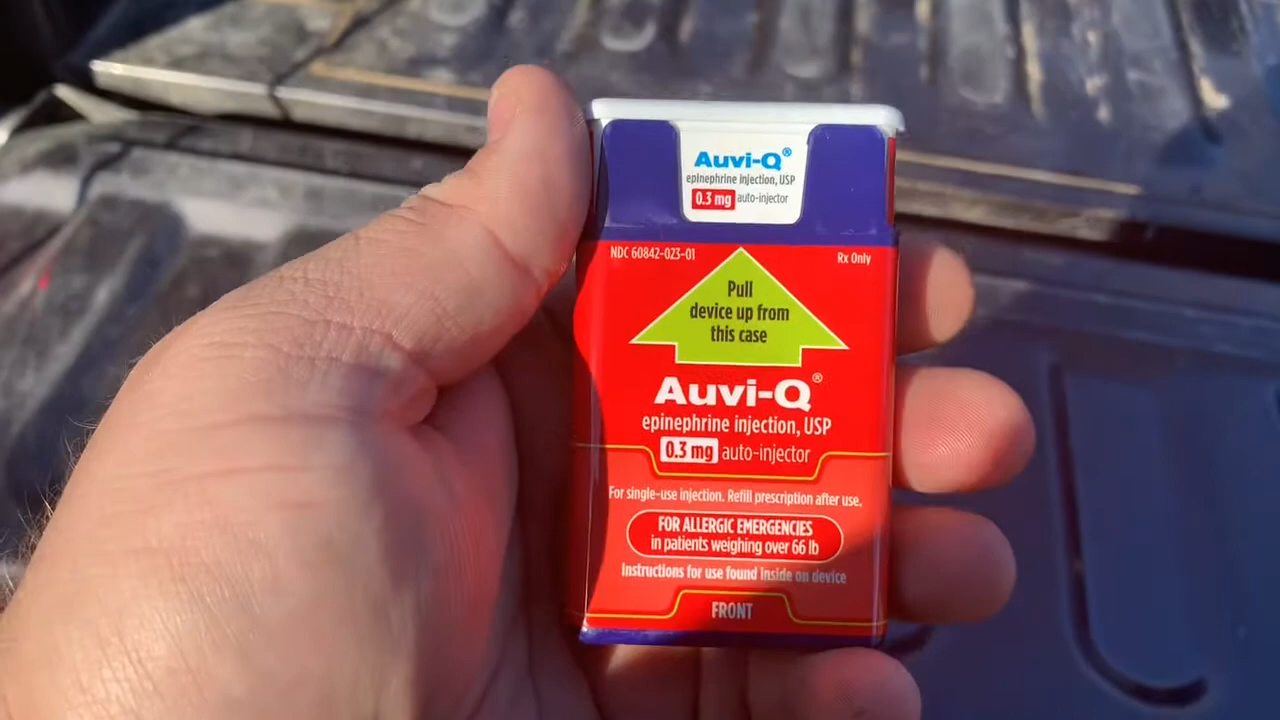 Auvi-Q®
epinephrine injection, USP
0.3 mg auto-injector
NDC 60842-023-01
Rx Only
Pull
device up from
this case
Auvi-Q®
epinephrine injection, USP
0.3 mg auto-injector
For single-use injection. Refill prescription after use.
FOR ALLERGIC EMERGENCIES
in patients weighing over 66 lb
Instructions for use found inside on device
FRONT